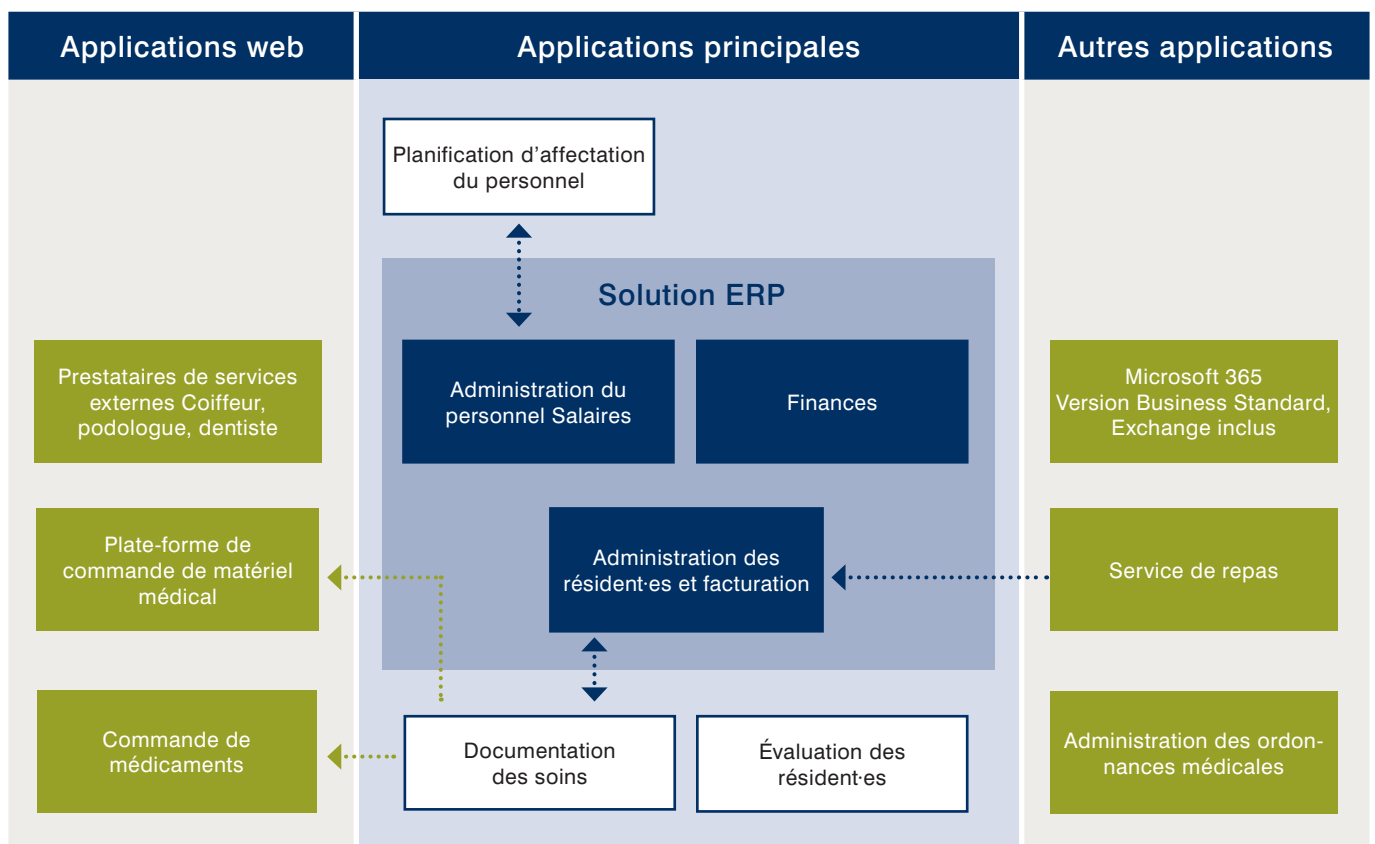 Applications web
Applications principales
Autres applications
Planification d’affectation
du personnel
Solution ERP
Prestataires de services
externes Coiffeur,
podologue, dentiste
Administration du
personnel Salaires
Finances
Microsoft 365
Version Business Standard,
Exchange inclus
Plate-forme de
commande de matériel
médical
Administration des
résident·es et facturation
Service de repas
Commande de
médicaments
Documentation
des soins
Évaluation des
résident·es
Administration des ordon-
nances médicales